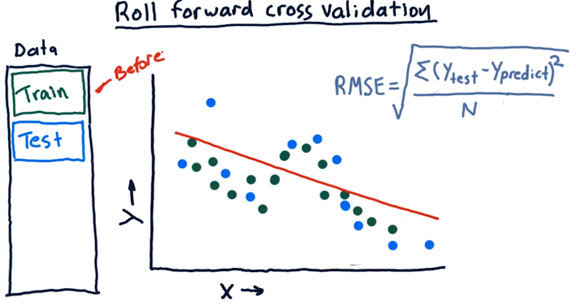 Roll forward cross validation
Data
Before
Train
Test
RMSE = √(Σ(Ytest - Ypredict)² / N)
Y →
X →